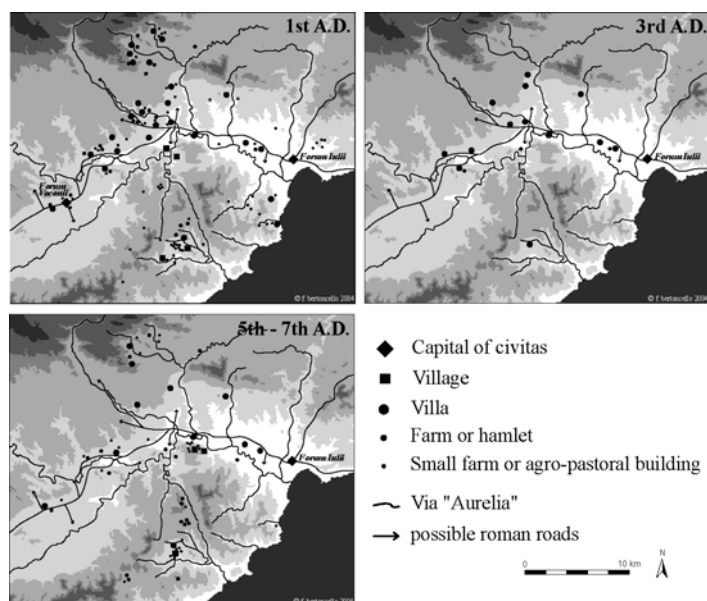 1st A.D.
Forum Iulii
Forum
Voconii
© f bertoncello 2004
3rd A.D.
Forum Iulii
© f bertoncello 2004
5th - 7th A.D.
Forum Iulii
© f bertoncello 2004
Capital of civitas
Village
Villa
Farm or hamlet
Small farm or agro-pastoral building
Via "Aurelia"
possible roman roads
0 10 km
N